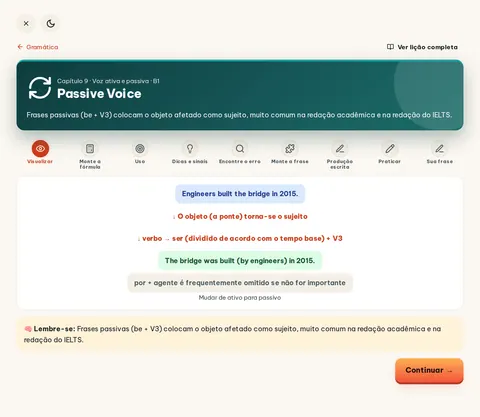 ← Gramática
Ver lição completa
Capítulo 9 · Voz ativa e passiva · B1
Passive Voice
Frases passivas (be + V3) colocam o objeto afetado como sujeito, muito comum na redação acadêmica e na redação do IELTS.
Visualizar
Monte a fórmula
Uso
Dicas e sinais
Encontre o erro
Monte a frase
Produção escrita
Praticar
Sua frase
Engineers built the bridge in 2015.
↓ O objeto (a ponte) torna-se o sujeito
↓ verbo → ser (dividido de acordo com o tempo base) + V3
The bridge was built (by engineers) in 2015.
por + agente é frequentemente omitido se não for importante
Mudar de ativo para passivo
🧠 Lembre-se: Frases passivas (be + V3) colocam o objeto afetado como sujeito, muito comum na redação acadêmica e na
redação do IELTS.
Continuar →